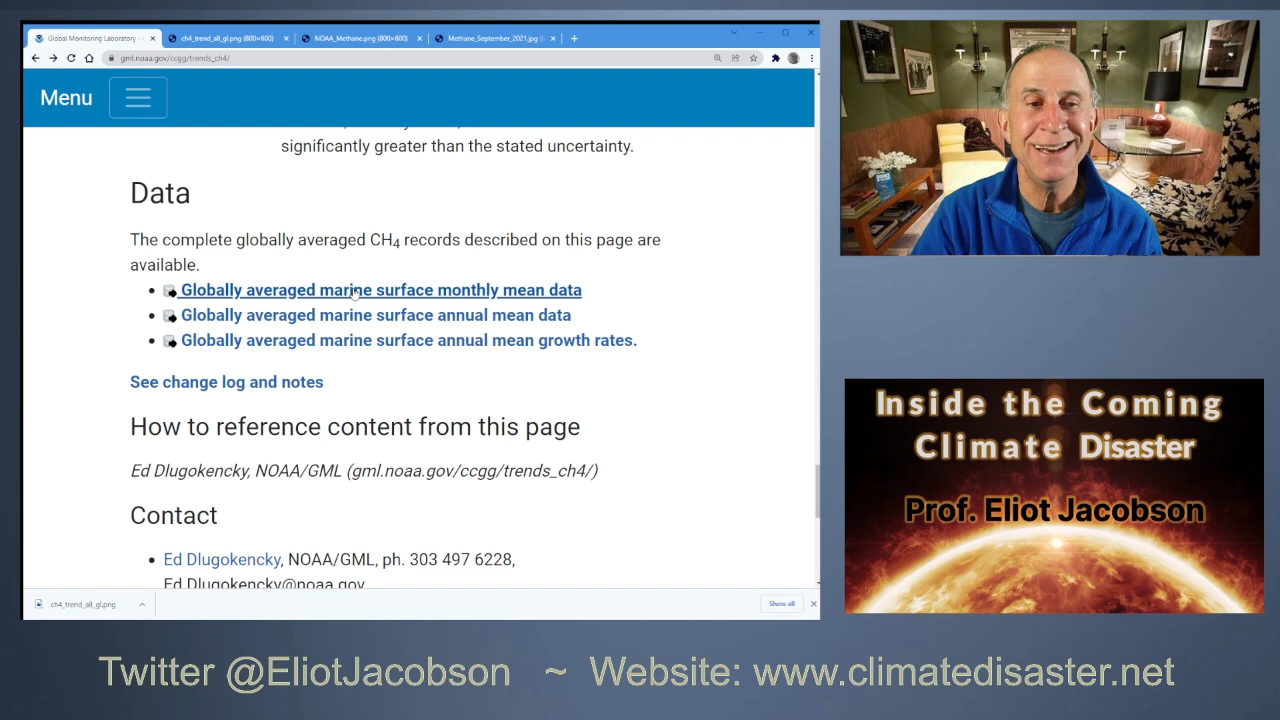 Global Monitoring Laboratory -
ch4_trend_all_gl.png (800×600)
NOAA_Methane.png (800×600)
Methane_September_2021.jpg
gml.noaa.gov/ccgg/trends_ch4/
Menu
significantly greater than the stated uncertainty.
Data
The complete globally averaged CH4 records described on this page are
available.
Globally averaged marine surface monthly mean data
Globally averaged marine surface annual mean data
Globally averaged marine surface annual mean growth rates.
See change log and notes
How to reference content from this page
Ed Dlugokencky, NOAA/GML (gml.noaa.gov/ccgg/trends_ch4/)
Contact
Ed Dlugokencky, NOAA/GML, ph. 303 497 6228,
Ed Dlugokencky@noaa.gov
ch4_trend_all_gl.png
Show all
Inside the Coming
Climate Disaster
Prof. Eliot Jacobson
Twitter @EliotJacobson ~ Website: www.climatedisaster.net